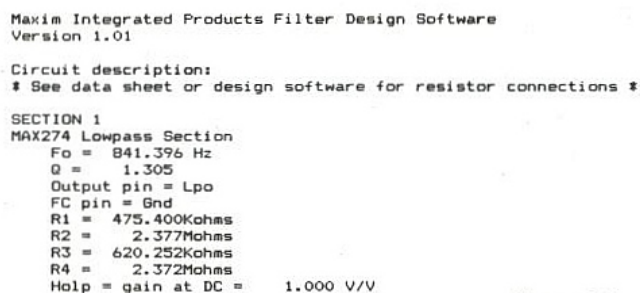 Maxim Integrated Products Filter Design Software
Version 1.01
Circuit description:
* See data sheet or design software for resistor connections *
SECTION 1
MAX274 Lowpass Section
Fo = 841.396 Hz
Q = 1.305
Output pin = Lpo
FC pin = Gnd
R1 = 475.400Kohms
R2 = 2.377Mohms
R3 = 620.252Kohms
R4 = 2.372Mohms
Holp = gain at DC = 1.000 V/V